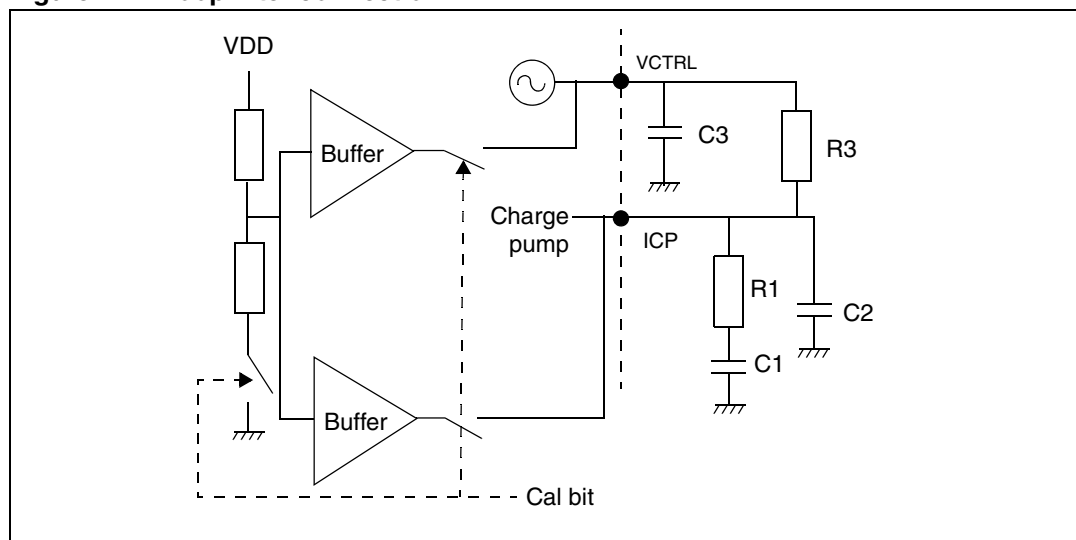 VDD
VCTRL
C3
R3
Buffer
Charge
pump
ICP
R1
C2
C1
Buffer
Cal bit